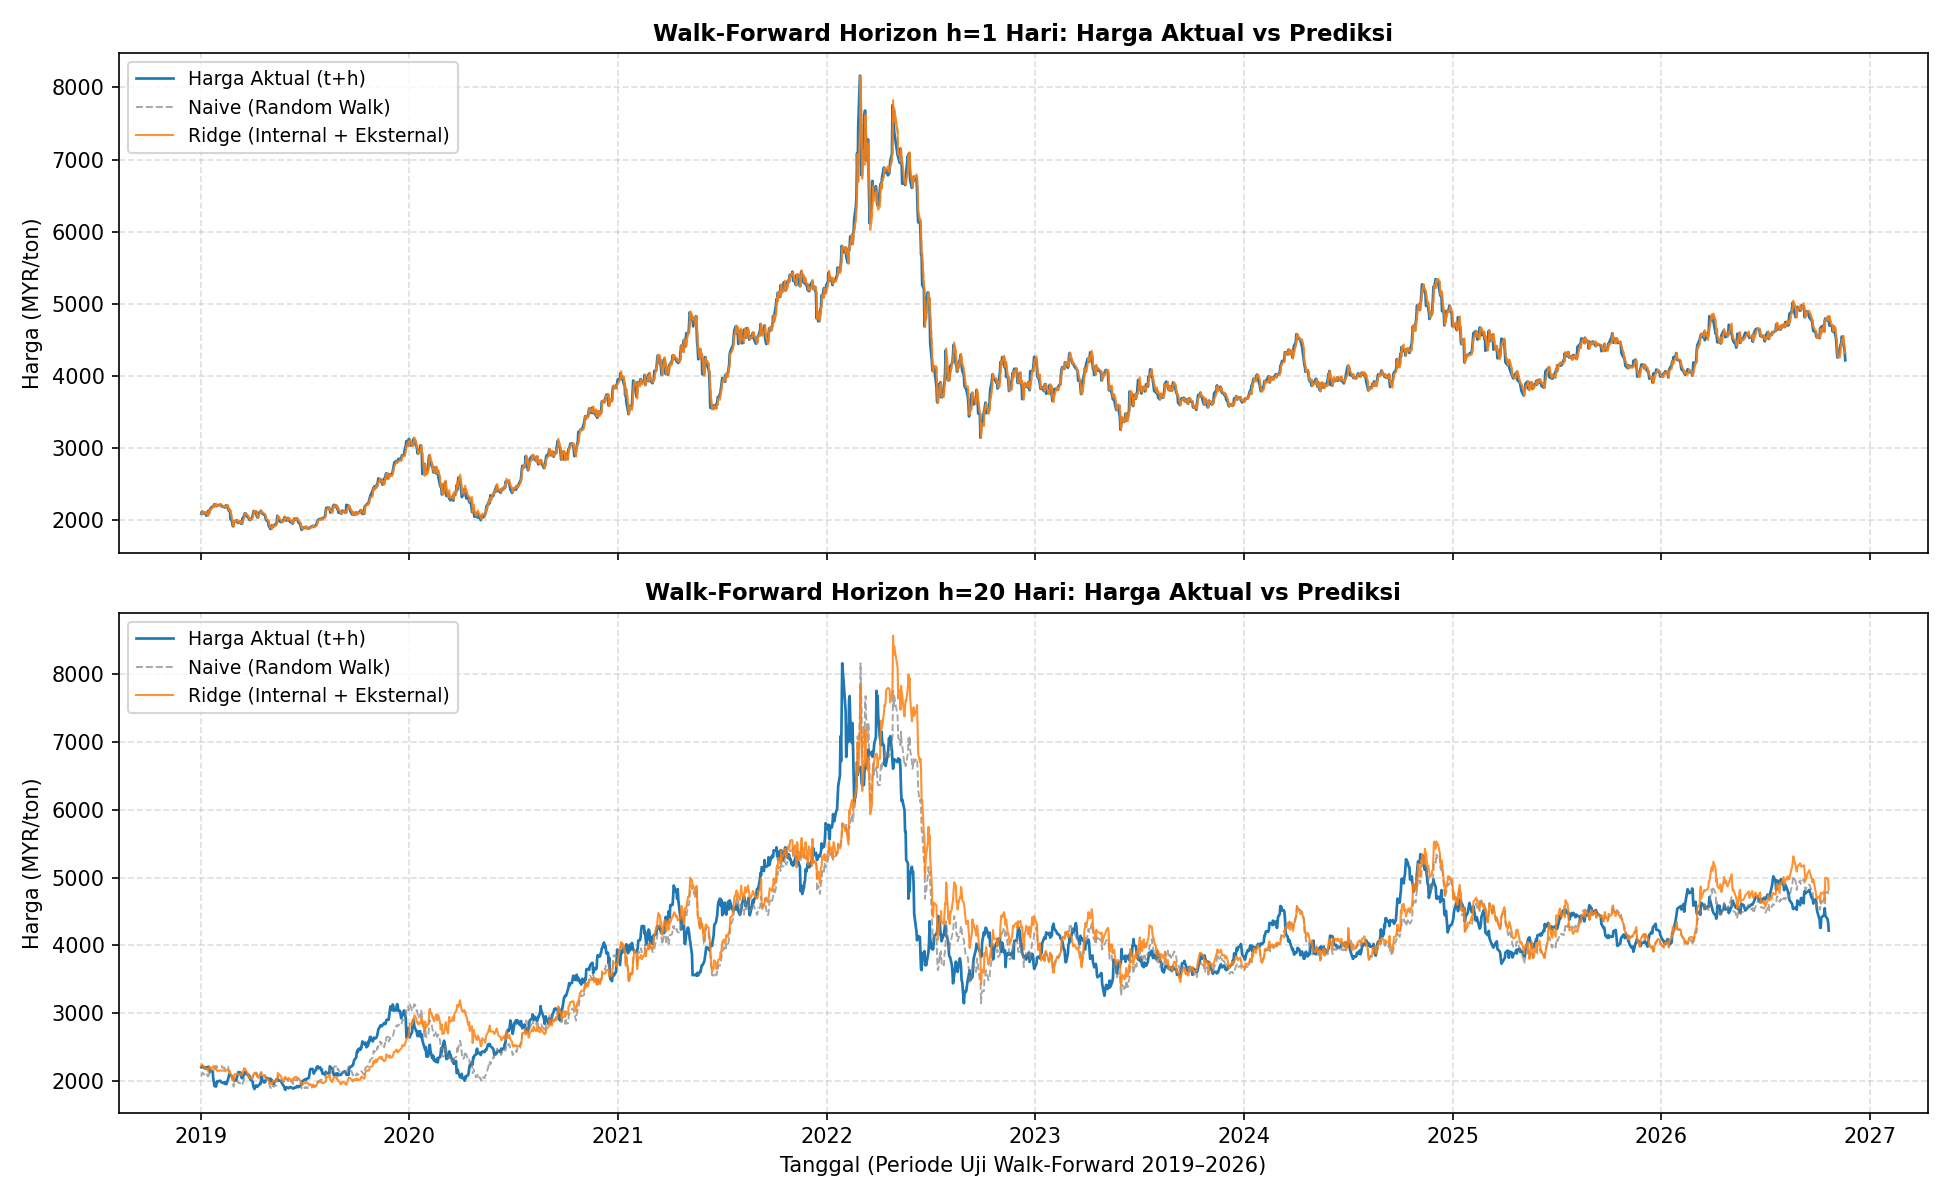 Walk-Forward Horizon h=1 Hari: Harga Aktual vs Prediksi
Harga Aktual (t+h)
Naive (Random Walk)
Ridge (Internal + Eksternal)
Harga (MYR/ton)
8000
7000
6000
5000
4000
3000
2000
Walk-Forward Horizon h=20 Hari: Harga Aktual vs Prediksi
Harga Aktual (t+h)
Naive (Random Walk)
Ridge (Internal + Eksternal)
Harga (MYR/ton)
8000
7000
6000
5000
4000
3000
2000
2019 2020 2021 2022 2023 2024 2025 2026 2027
Tanggal (Periode Uji Walk-Forward 2019–2026)